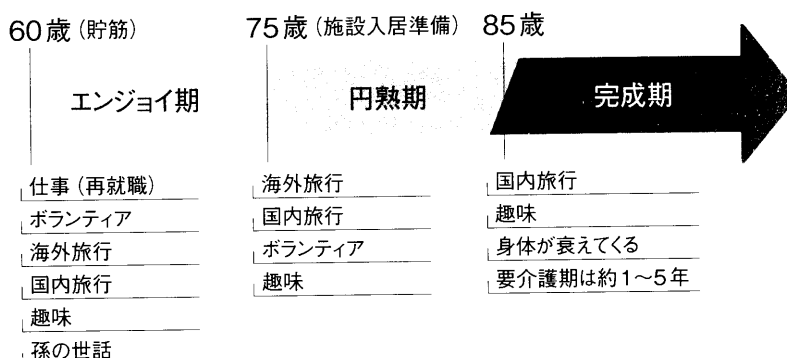 60歳(貯筋)
エンジョイ期
仕事(再就職)
ボランティア
海外旅行
国内旅行
趣味
孫の世話
75歳(施設入居準備)
円熟期
海外旅行
国内旅行
ボランティア
趣味
85歳
完成期
国内旅行
趣味
身体が衰えてくる
要介護期は約1〜5年